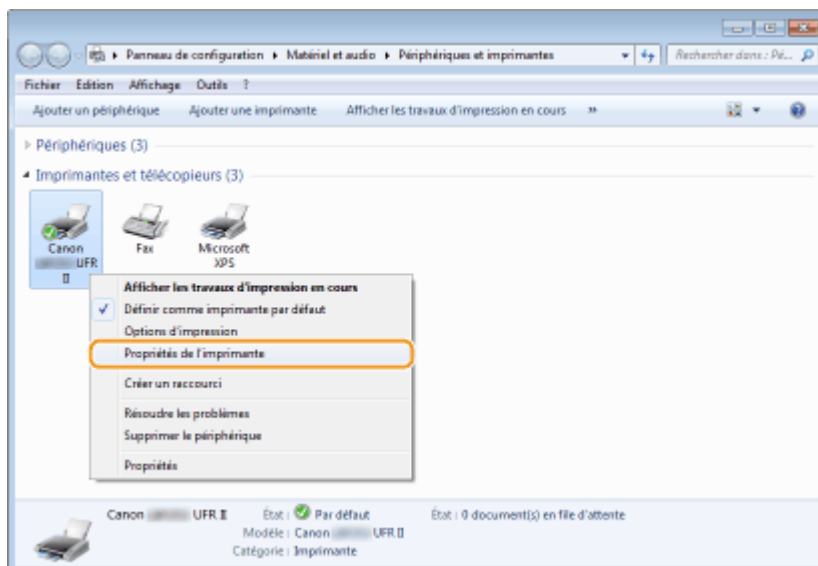 Panneau de configuration ▸ Matériel et audio ▸ Périphériques et imprimantes
Rechercher dans : Pé...
Fichier Edition Affichage Outils ?
Ajouter un périphérique Ajouter une imprimante Afficher les travaux d'impression en cours »
Périphériques (3)
Imprimantes et télécopieurs (3)
Canon
UFR
II
Fax
Microsoft
XPS
Afficher les travaux d'impression en cours
Définir comme imprimante par défaut
Options d'impression
Propriétés de l'imprimante
Créer un raccourci
Résoudre les problèmes
Supprimer le périphérique
Propriétés
Canon UFR II État : Par défaut État : 0 document(s) en file d'attente
Modèle : Canon UFR II
Catégorie : Imprimante